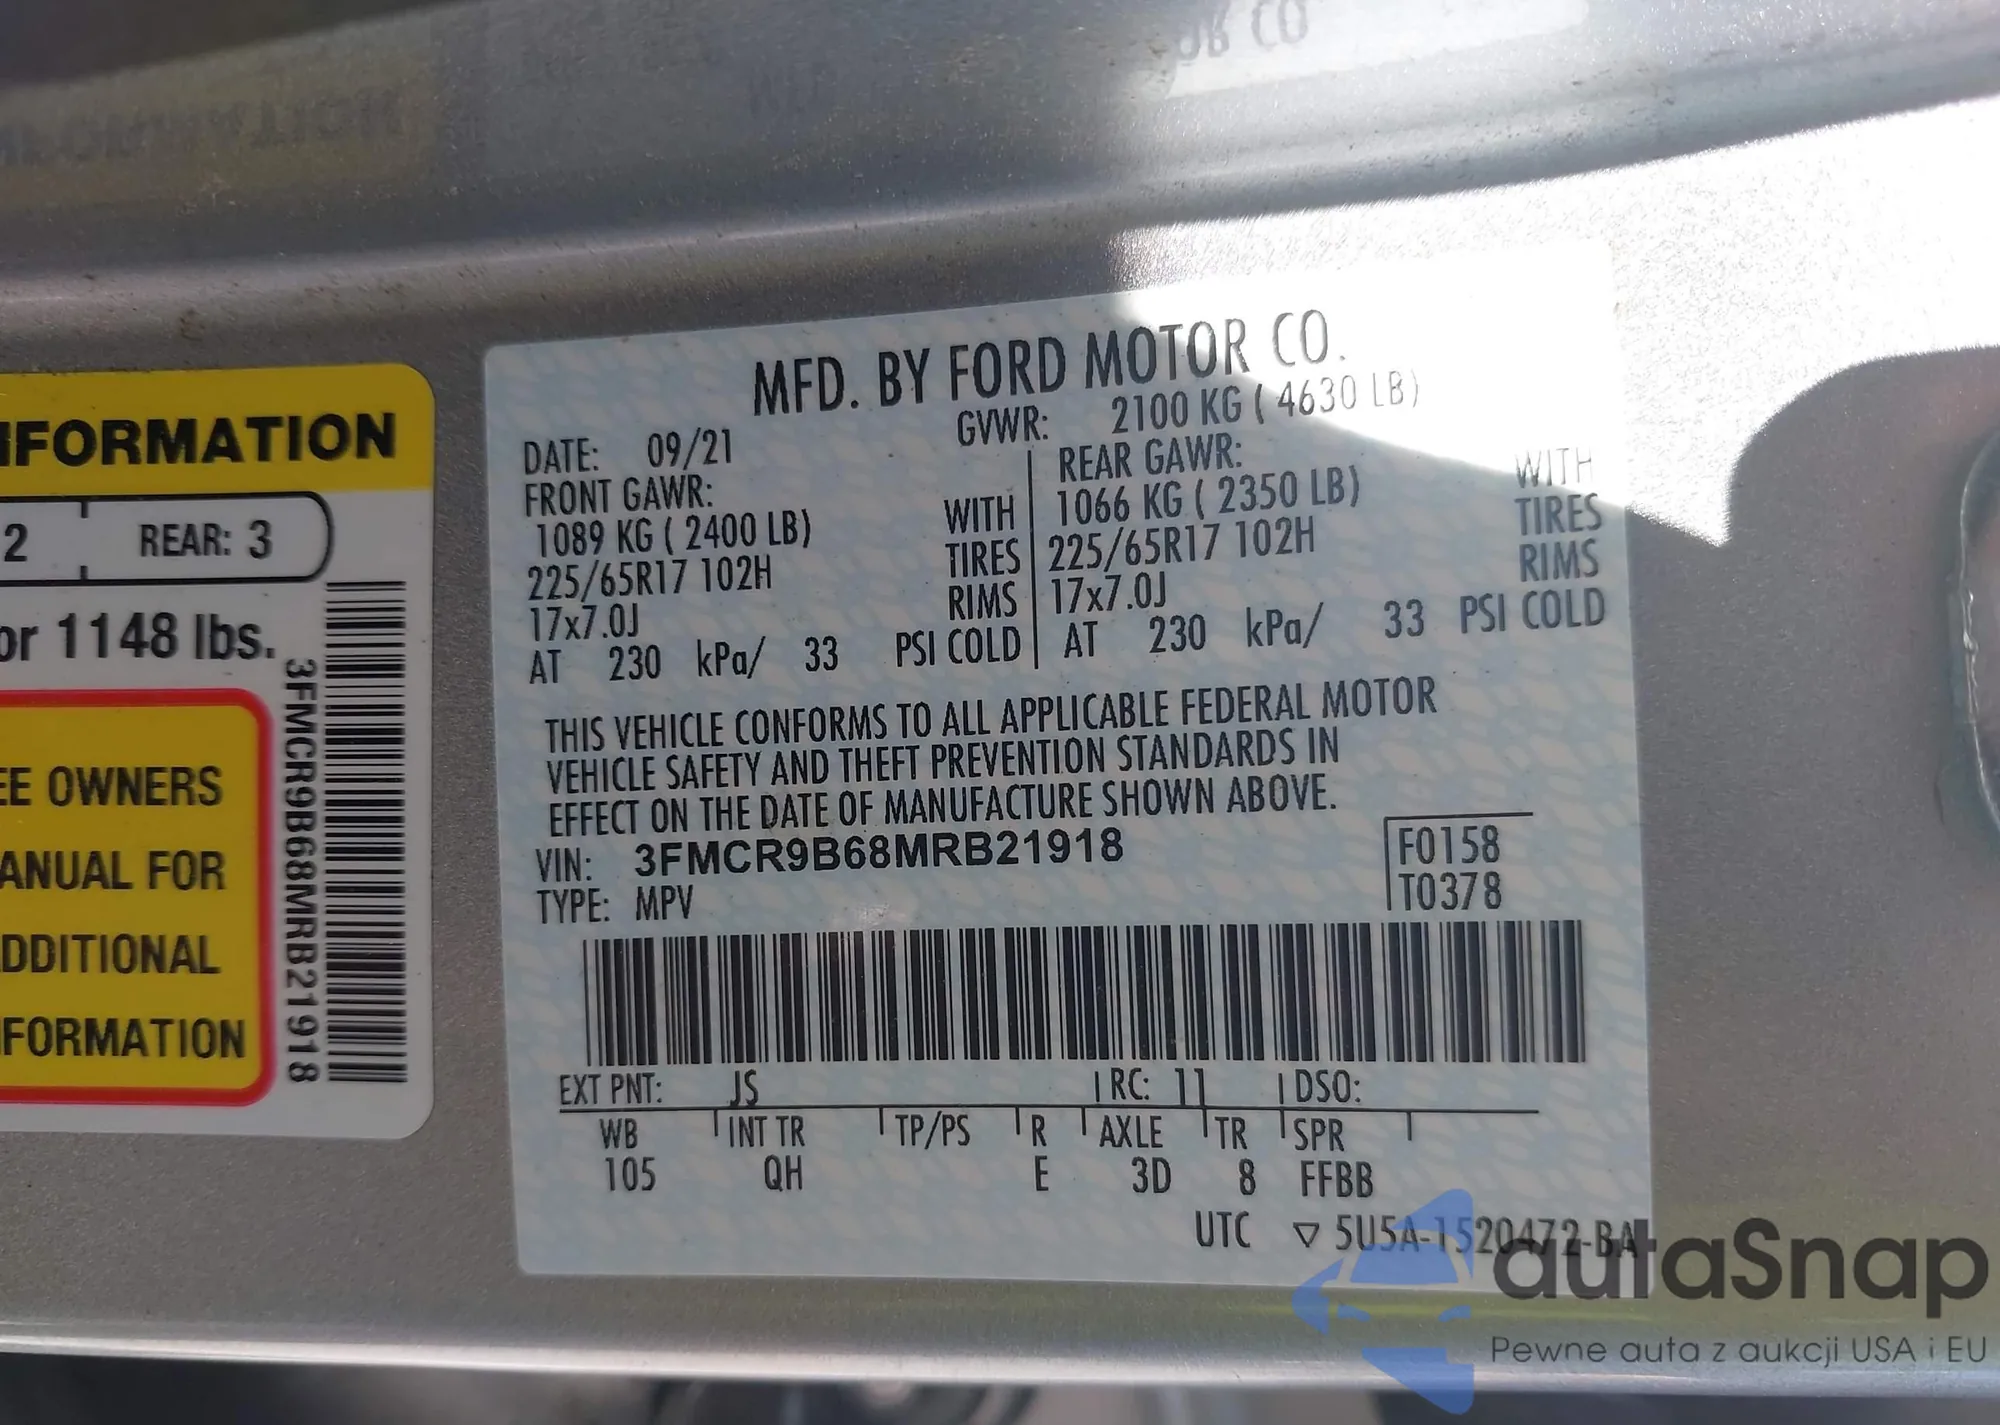 INFORMATION
2 REAR: 3
or 1148 lbs.
EE OWNERS
ANUAL FOR
DDITIONAL
FORMATION
3FMCR9B68MRB21918
MFD. BY FORD MOTOR CO.
DATE: 09/21 GVWR: 2100 KG ( 4630 LB)
FRONT GAWR: REAR GAWR:
1089 KG ( 2400 LB) WITH 1066 KG ( 2350 LB) WITH
225/65R17 102H TIRES 225/65R17 102H TIRES
17x7.0J RIMS 17x7.0J RIMS
AT 230 kPa/ 33 PSI COLD AT 230 kPa/ 33 PSI COLD
THIS VEHICLE CONFORMS TO ALL APPLICABLE FEDERAL MOTOR
VEHICLE SAFETY AND THEFT PREVENTION STANDARDS IN
EFFECT ON THE DATE OF MANUFACTURE SHOWN ABOVE.
VIN: 3FMCR9B68MRB21918 F0158
TYPE: MPV T0378
EXT PNT: JS RC: 11 DSO:
WB INT TR TP/PS R AXLE TR SPR
105 QH E 3D 8 FFBB
UTC ▽ 5U5A-1520472-BA
autaSnap
Pewne auta z aukcji USA i EU